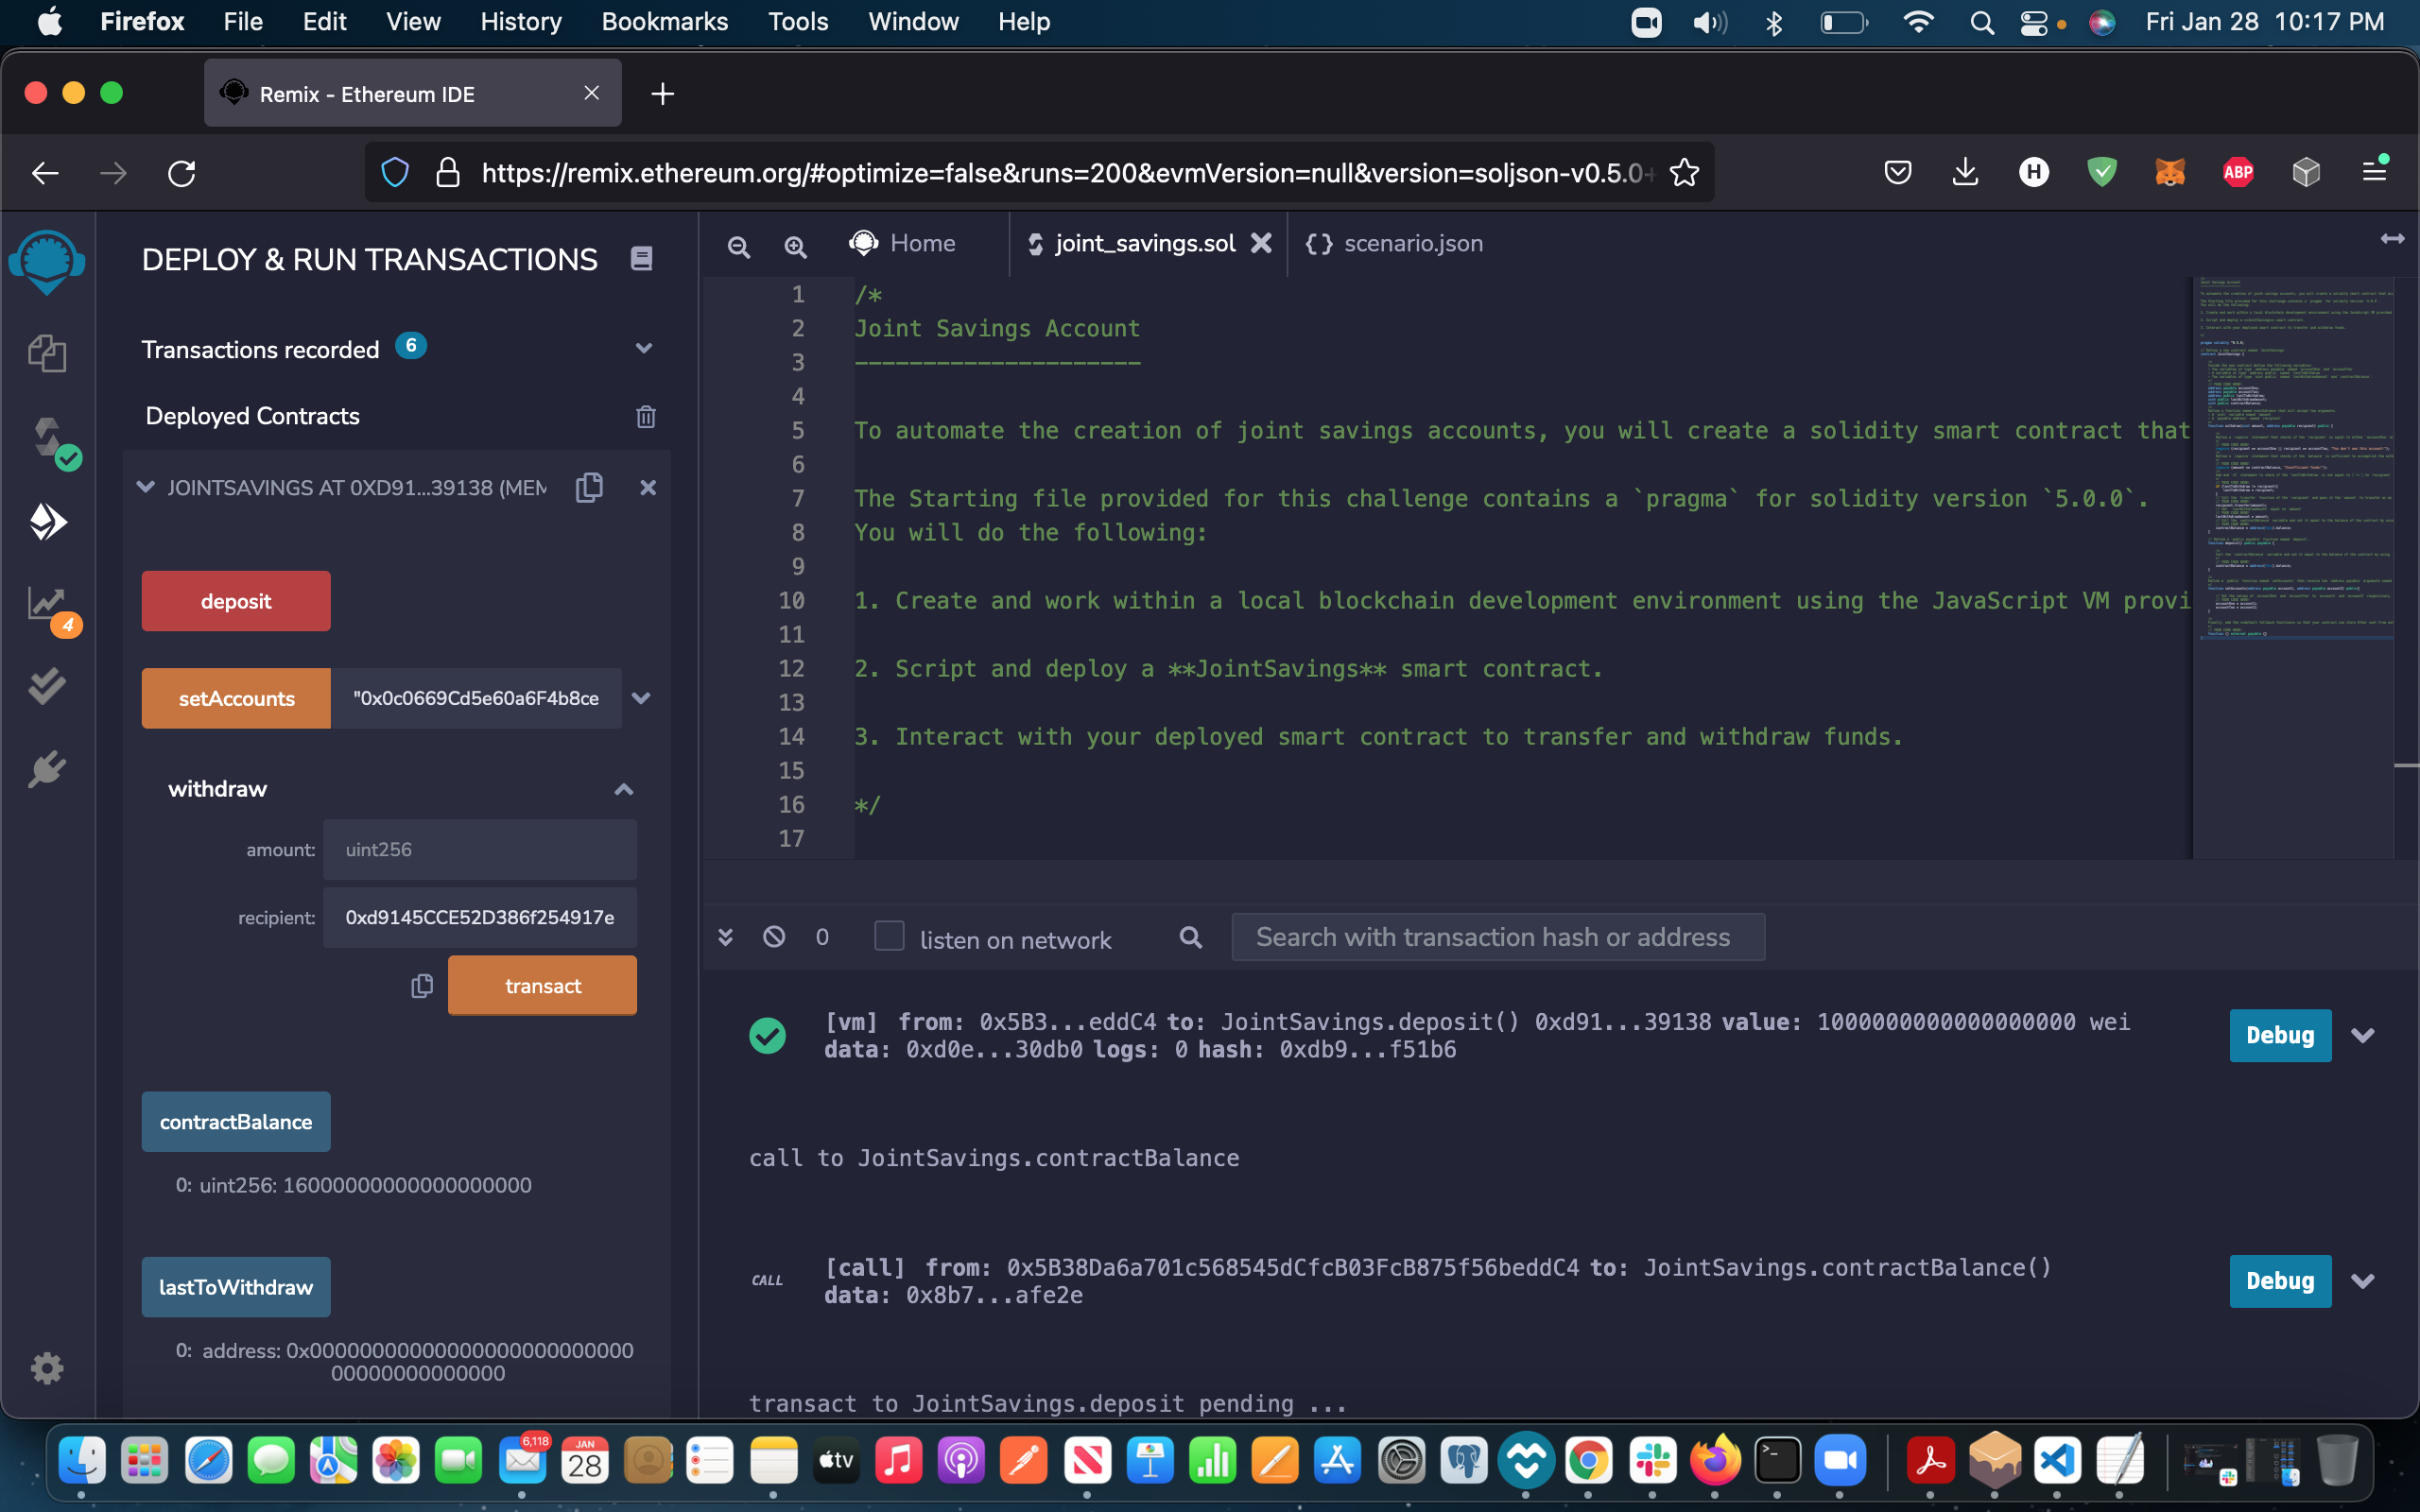 Firefox File Edit View History Bookmarks Tools Window Help Fri Jan 28 10:17 PM
Remix - Ethereum IDE
https://remix.ethereum.org/#optimize=false&runs=200&evmVersion=null&version=soljson-v0.5.0+
H
ABP
DEPLOY & RUN TRANSACTIONS
Transactions recorded 6
Deployed Contracts
JOINTSAVINGS AT 0XD91...39138 (MEM
deposit
setAccounts "0x0c0669Cd5e60a6F4b8ce
withdraw
amount: uint256
recipient: 0xd9145CCE52D386f254917e
transact
contractBalance
0: uint256: 16000000000000000000
lastToWithdraw
0: address: 0x00000000000000000000000000
00000000000000
4
Home joint_savings.sol {} scenario.json
1 /*
2 Joint Savings Account
3 ---------------------
4
5 To automate the creation of joint savings accounts, you will create a solidity smart contract that
6
7 The Starting file provided for this challenge contains a `pragma` for solidity version `5.0.0`.
8 You will do the following:
9
10 1. Create and work within a local blockchain development environment using the JavaScript VM provi
11
12 2. Script and deploy a **JointSavings** smart contract.
13
14 3. Interact with your deployed smart contract to transfer and withdraw funds.
15
16 */
17
0 listen on network Search with transaction hash or address
[vm] from: 0x5B3...eddC4 to: JointSavings.deposit() 0xd91...39138 value: 1000000000000000000 wei
data: 0xd0e...30db0 logs: 0 hash: 0xdb9...f51b6
Debug
call to JointSavings.contractBalance
CALL
[call] from: 0x5B38Da6a701c568545dCfcB03FcB875f56beddC4 to: JointSavings.contractBalance()
data: 0x8b7...afe2e
Debug
transact to JointSavings.deposit pending ...
6,118
JAN
28
tv